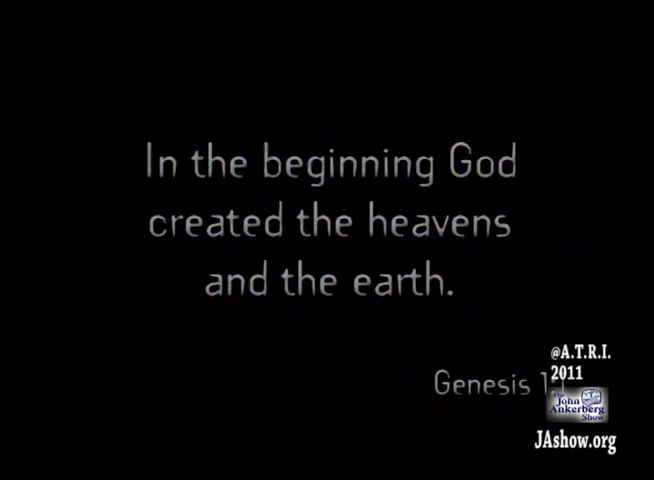 In the beginning God
created the heavens
and the earth.
Genesis 1:1
@A.T.R.I.
2011
The
John
Ankerberg
Show
JAshow.org